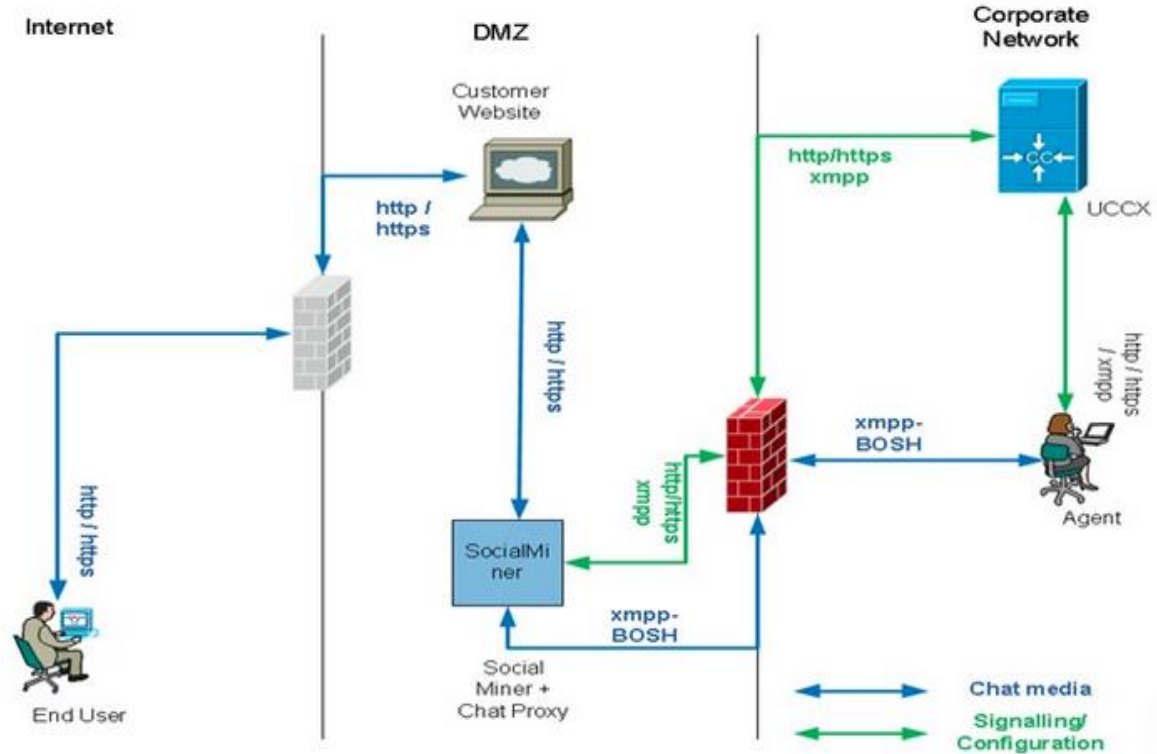 Internet
DMZ
Corporate
Network
Customer
Website
http /
https
http/https
xmpp
CC
UCCX
http / https
http / https
/ xmpp
xmpp-
BOSH
http/https
xmpp
Agent
SocialMi
ner
http / https
xmpp-
BOSH
Social
Miner +
Chat Proxy
End User
Chat media
Signalling/
Configuration